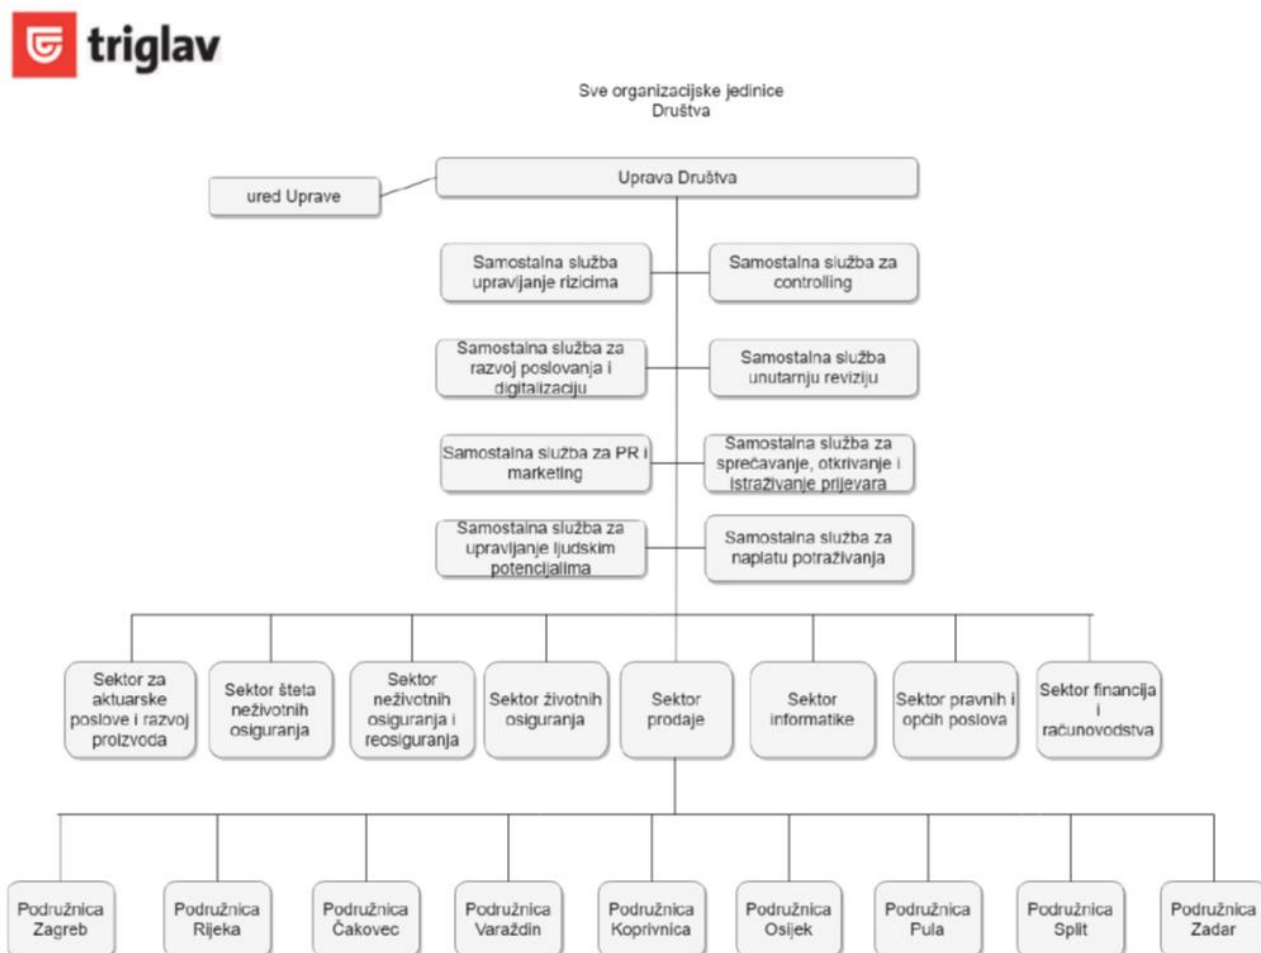 triglav
Sve organizacijske jedinice
Društva
Uprava Društva
ured Uprave
Samostalna služba
upravljanje rizicima
Samostalna služba za
controlling
Samostalna služba za
razvoj poslovanja i
digitalizaciju
Samostalna služba
unutarnju reviziju
Samostalna služba za PR i
marketing
Samostalna služba za
sprečavanje, otkrivanje i
istraživanje prijevara
Samostalna služba za
upravljanje ljudskim
potencijalima
Samostalna služba za
naplatu potraživanja
Sektor za
aktuarske
poslove i razvoj
proizvoda
Sektor šteta
neživotnih
osiguranja
Sektor
neživotnih
osiguranja i
reosiguranja
Sektor životnih
osiguranja
Sektor
prodaje
Sektor
informatike
Sektor pravnih i
općih poslova
Sektor financija
i
računovodstva
Podružnica
Zagreb
Podružnica
Rijeka
Podružnica
Čakovec
Podružnica
Varaždin
Podružnica
Koprivnica
Podružnica
Osijek
Podružnica
Pula
Podružnica
Split
Podružnica
Zadar